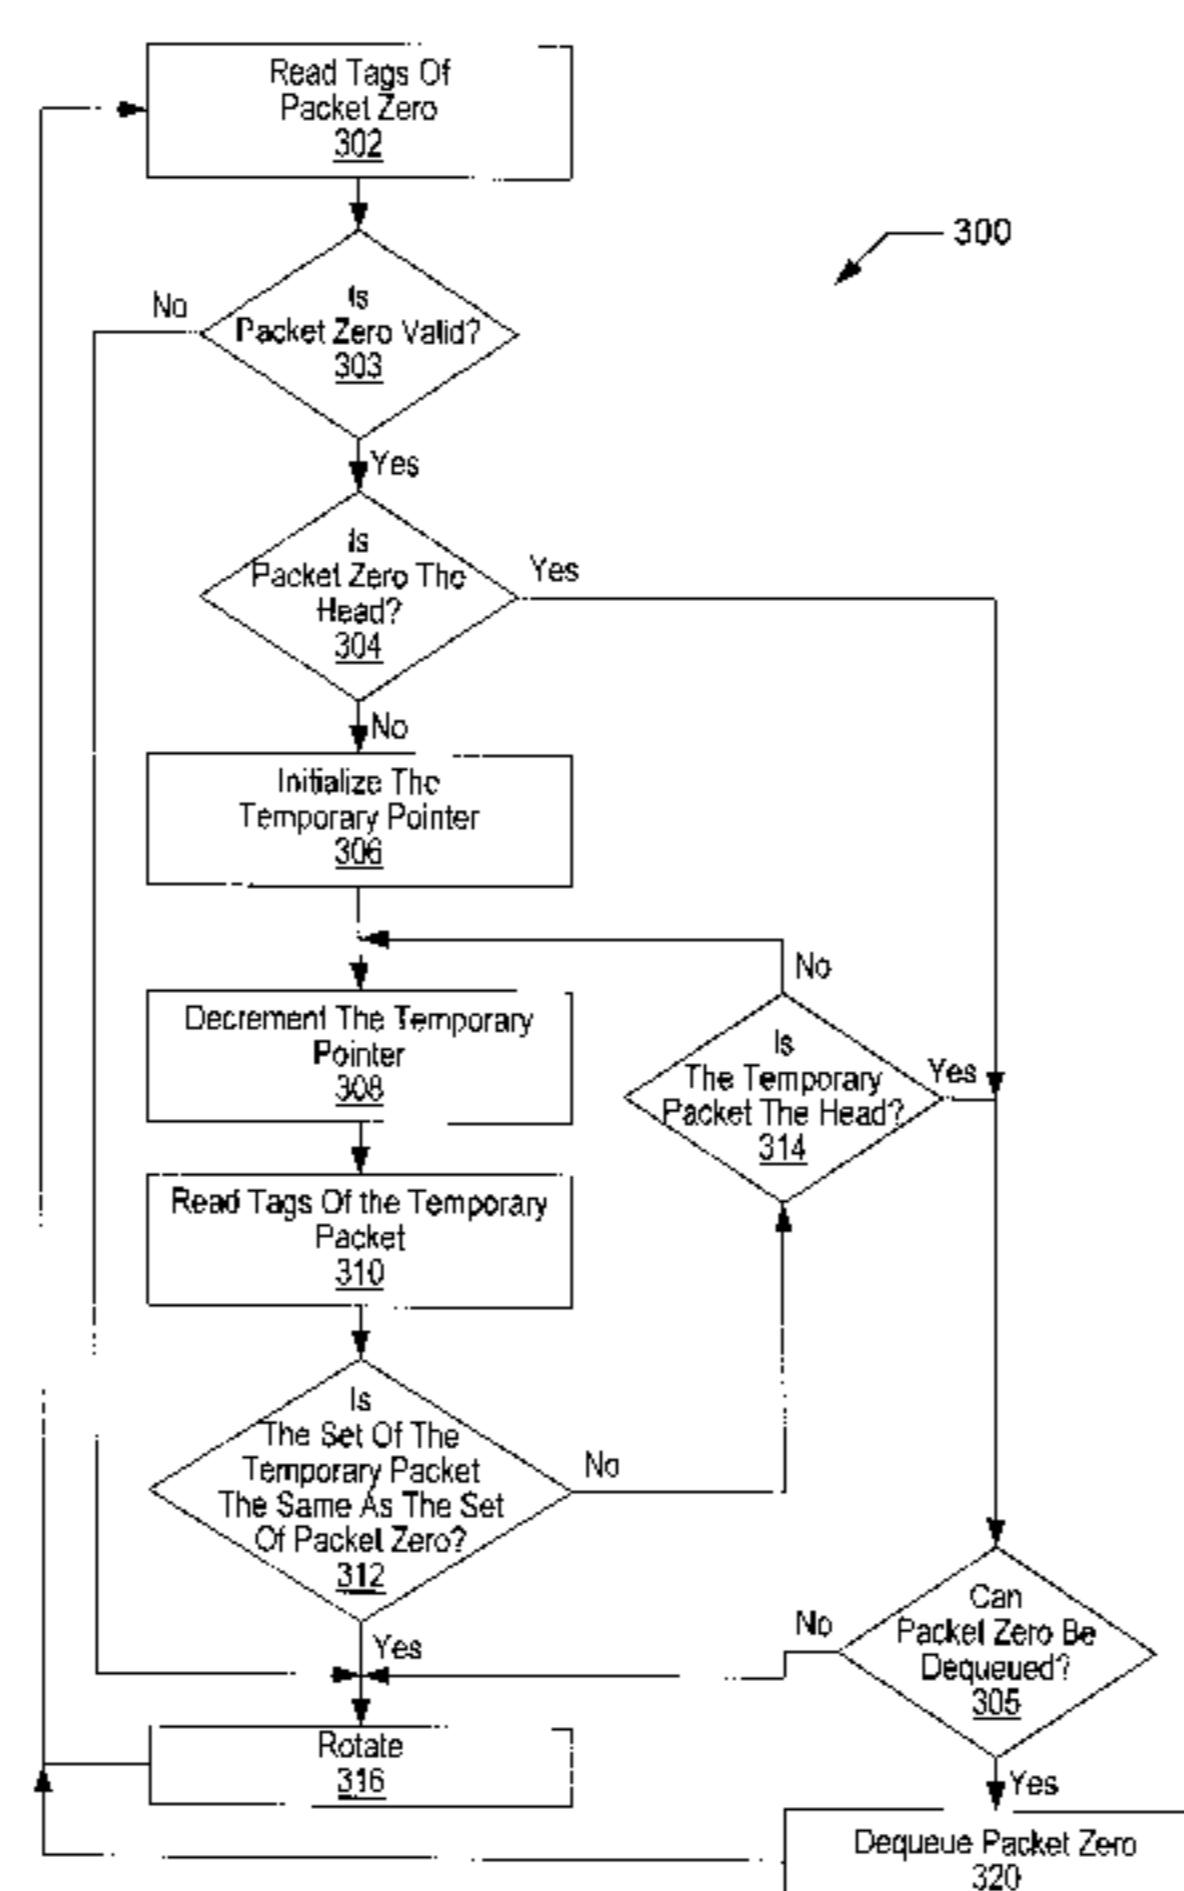 Read Tags Of
Packet Zero
302
300
No
Is
Packet Zero Valid?
303
Yes
Is
Packet Zero The
Head?
304
Yes
No
Initialize The
Temporary Pointer
306
No
Decrement The Temporary
Pointer
308
Is
The Temporary
Packet The Head?
314
Yes
Read Tags Of the Temporary
Packet
310
Is
The Set Of The
Temporary Packet
The Same As The Set
Of Packet Zero?
312
No
Yes
Can
Packet Zero Be
Dequeued?
305
No
Yes
Rotate
316
Dequeue Packet Zero
320